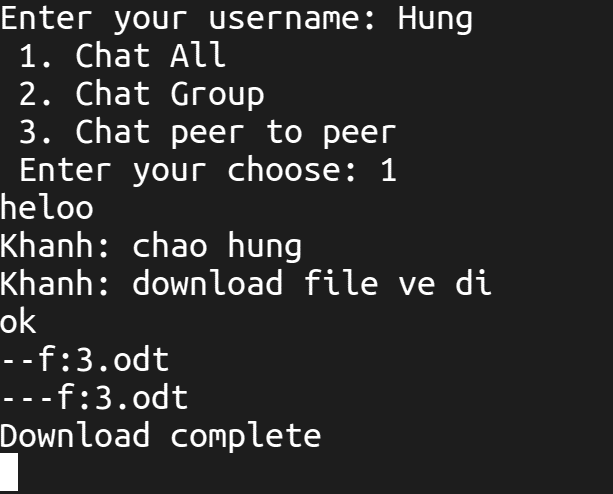 Enter your username: Hung
1. Chat All
2. Chat Group
3. Chat peer to peer
Enter your choose: 1
heloo
Khanh: chao hung
Khanh: download file ve di
ok
--f:3.odt
---f:3.odt
Download complete